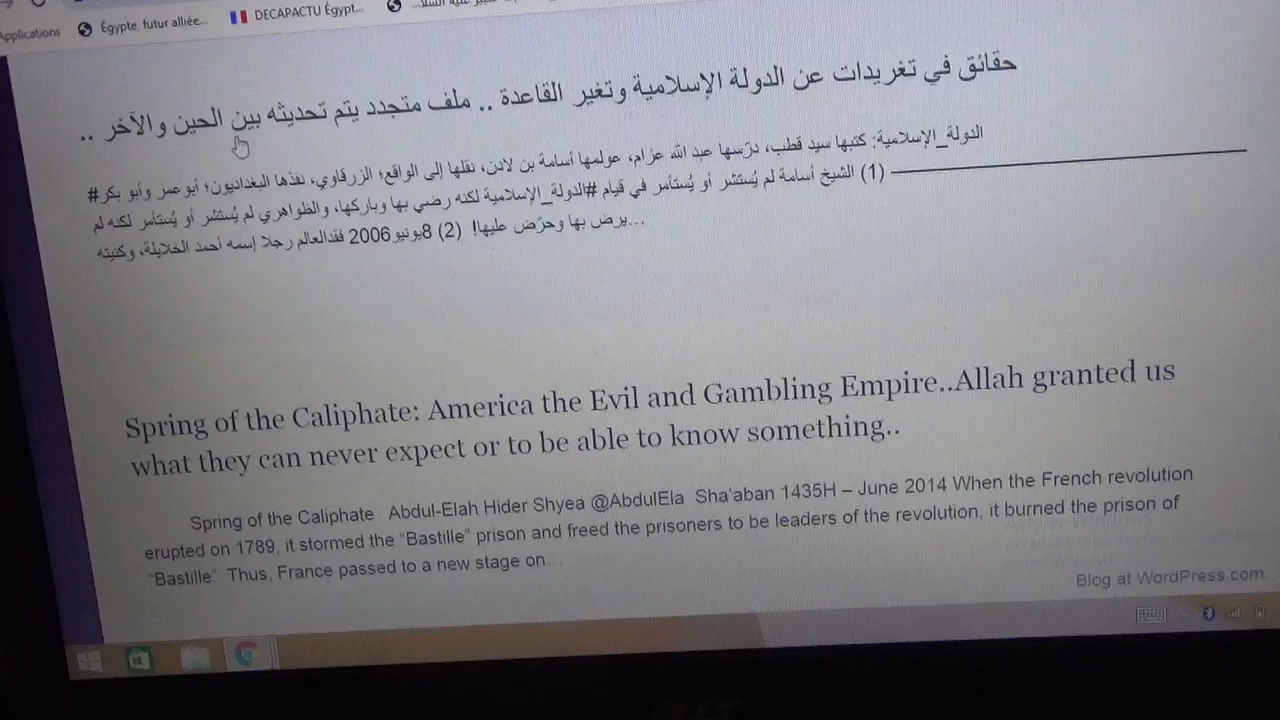 Applications Égypte, futur alliée... DECAPACTU Égypt...
حقائق في تغريدات عن الدولة الإسلامية وتغير القاعدة .. ملف متجدد يتم تحديثه بين الحين والآخر ..
الدولة_الإسلامية: كتبها سيد قطب، درّسها عبد الله عزام، عولمها أسامة بن لادن، نقلها إلى الواقع؛ الزرقاوي، نفذها البغداديون؛ أبو عمر وأبو بكر#
(1) الشيخ أسامة لم يُستشر أو يُستأمر في قيام #الدولة_الإسلامية لكنه رضي بها وباركها، والظواهري لم يُستشر أو يُستأمر لكنه لم
يرض بها وحرّض عليها! (2) 8يونيو2006 فقدالعالم رجلا إسمه أحمد الخلايلة، وكنيته...
Spring of the Caliphate: America the Evil and Gambling Empire..Allah granted us
what they can never expect or to be able to know something..
Spring of the Caliphate Abdul-Elah Hider Shyea @AbdulEla Sha'aban 1435H – June 2014 When the French revolution
erupted on 1789, it stormed the “Bastille” prison and freed the prisoners to be leaders of the revolution, it burned the prison of
“Bastille” Thus, France passed to a new stage on...
Blog at WordPress.com.